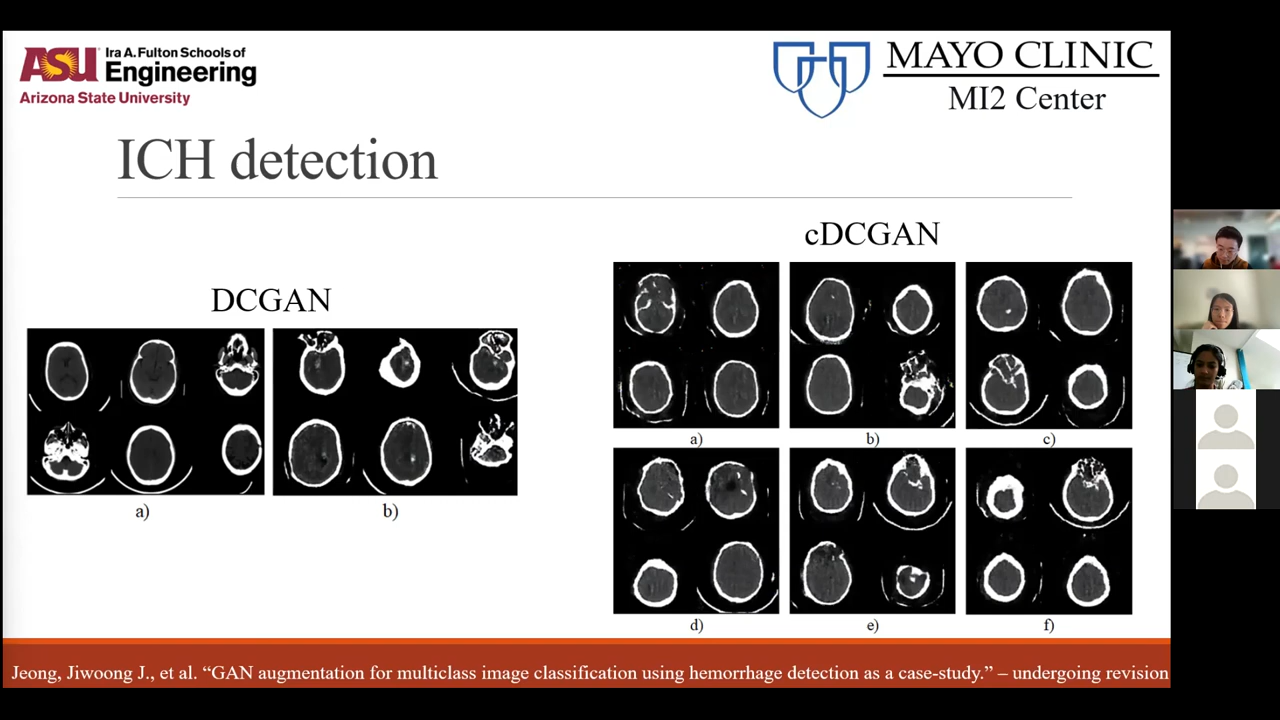 ASU Ira A. Fulton Schools of
Engineering
Arizona State University
MAYO CLINIC
MI2 Center
ICH detection
DCGAN
a)
b)
cDCGAN
a)
b)
c)
d)
e)
f)
Jeong, Jiwoong J., et al. “GAN augmentation for multiclass image classification using hemorrhage detection as a case-study.” – undergoing revision